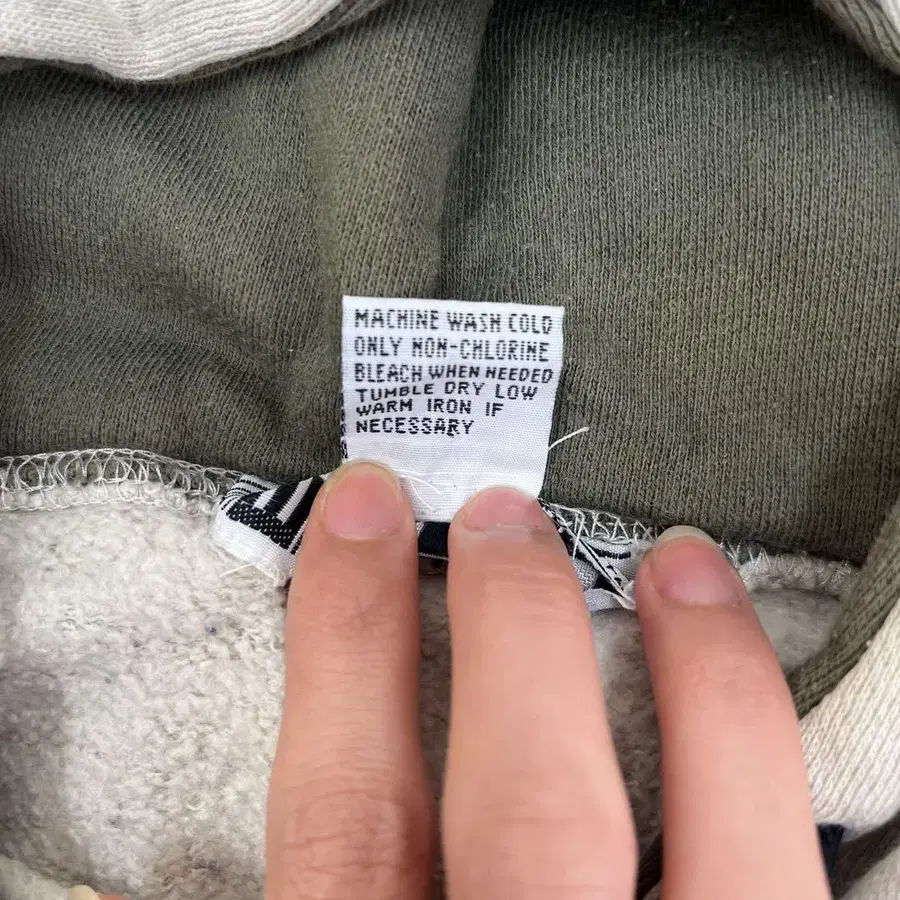 MACHINE WASH COLD
ONLY NON-CHLORINE
BLEACH WHEN NEEDED
TUMBLE DRY LOW
WARM IRON IF
NECESSARY